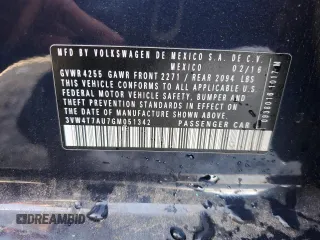 MFD BY VOLKSWAGEN DE MEXICO S.A. DE C.V.
MEXICO 02/16
GVWR 4255 GAWR FRONT 2271 / REAR 2094 LBS
THIS VEHICLE CONFORMS TO ALL APPLICABLE U.S.
FEDERAL MOTOR VEHICLE SAFETY, BUMPER AND
THEFT PREVENTION STANDARDS IN EFFECT ON
THE DATE OF MANUFACTURE SHOWN ABOVE.
3VW4T7AU7GM051342 PASSENGER CAR
DREAMBID